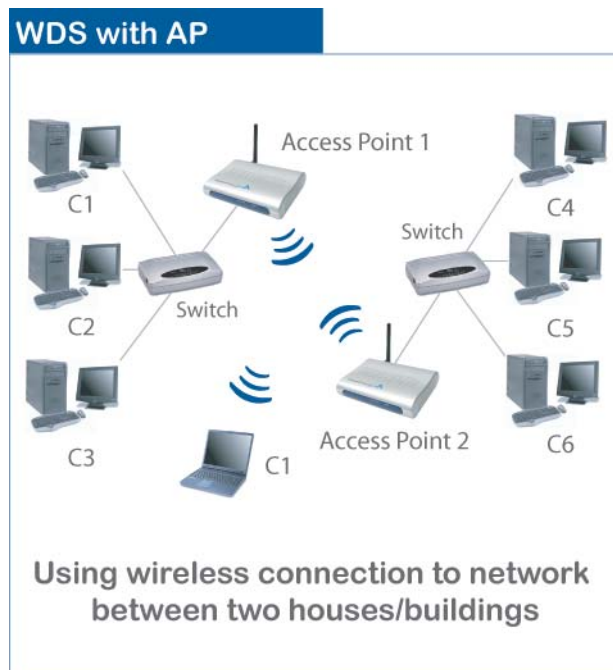 WDS with AP
Access Point 1
C1
C4
Switch
C2
Switch
C5
C3
C1
Access Point 2
C6
Using wireless connection to network
between two houses/buildings